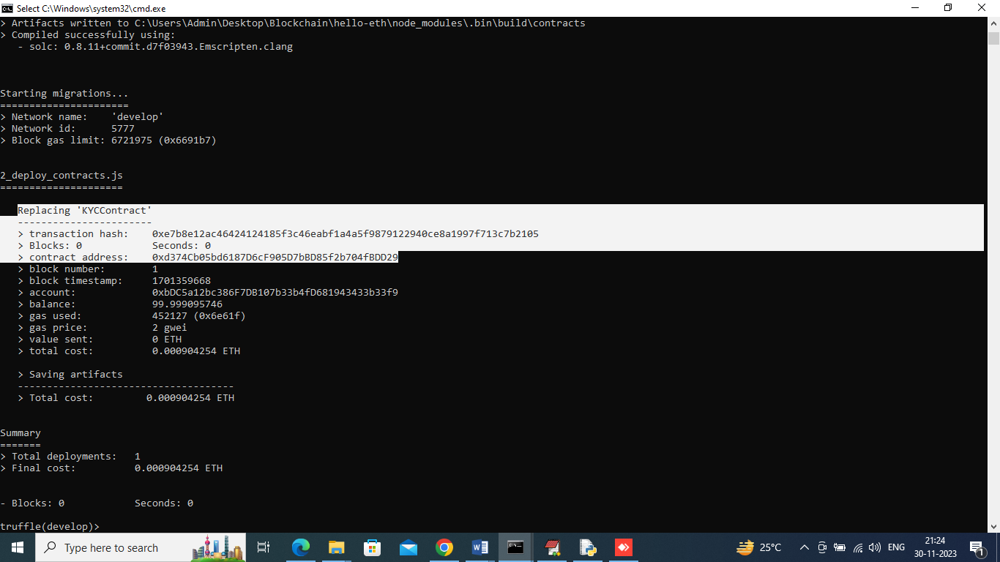 Select C:\Windows\system32\cmd.exe
> Artifacts written to C:\Users\Admin\Desktop\Blockchain\hello-eth\node_modules\.bin\build\contracts
> Compiled successfully using:
   - solc: 0.8.11+commit.d7f03943.Emscripten.clang
Starting migrations...
======================
> Network name:    'develop'
> Network id:      5777
> Block gas limit: 6721975 (0x6691b7)
2_deploy_contracts.js
=====================
   Replacing 'KYCContract'
   -----------------------
   > transaction hash:    0xe7b8e12ac46424124185f3c46eabf1a4a5f9879122940ce8a1997f713c7b2105
   > Blocks: 0            Seconds: 0
   > contract address:    0xd374Cb05bd6187D6cF905D7bBD85f2b704fBDD29
   > block number:        1
   > block timestamp:     1701359668
   > account:             0xbDC5a12bc386F7DB107b33b4fD681943433b33f9
   > balance:             99.999095746
   > gas used:            452127 (0x6e61f)
   > gas price:           2 gwei
   > value sent:          0 ETH
   > total cost:          0.000904254 ETH
   > Saving artifacts
   -------------------------------------
   > Total cost:         0.000904254 ETH
Summary
=======
> Total deployments:   1
> Final cost:          0.000904254 ETH
- Blocks: 0            Seconds: 0
truffle(develop)>
Type here to search
25°C
ENG
21:24
30-11-2023
1